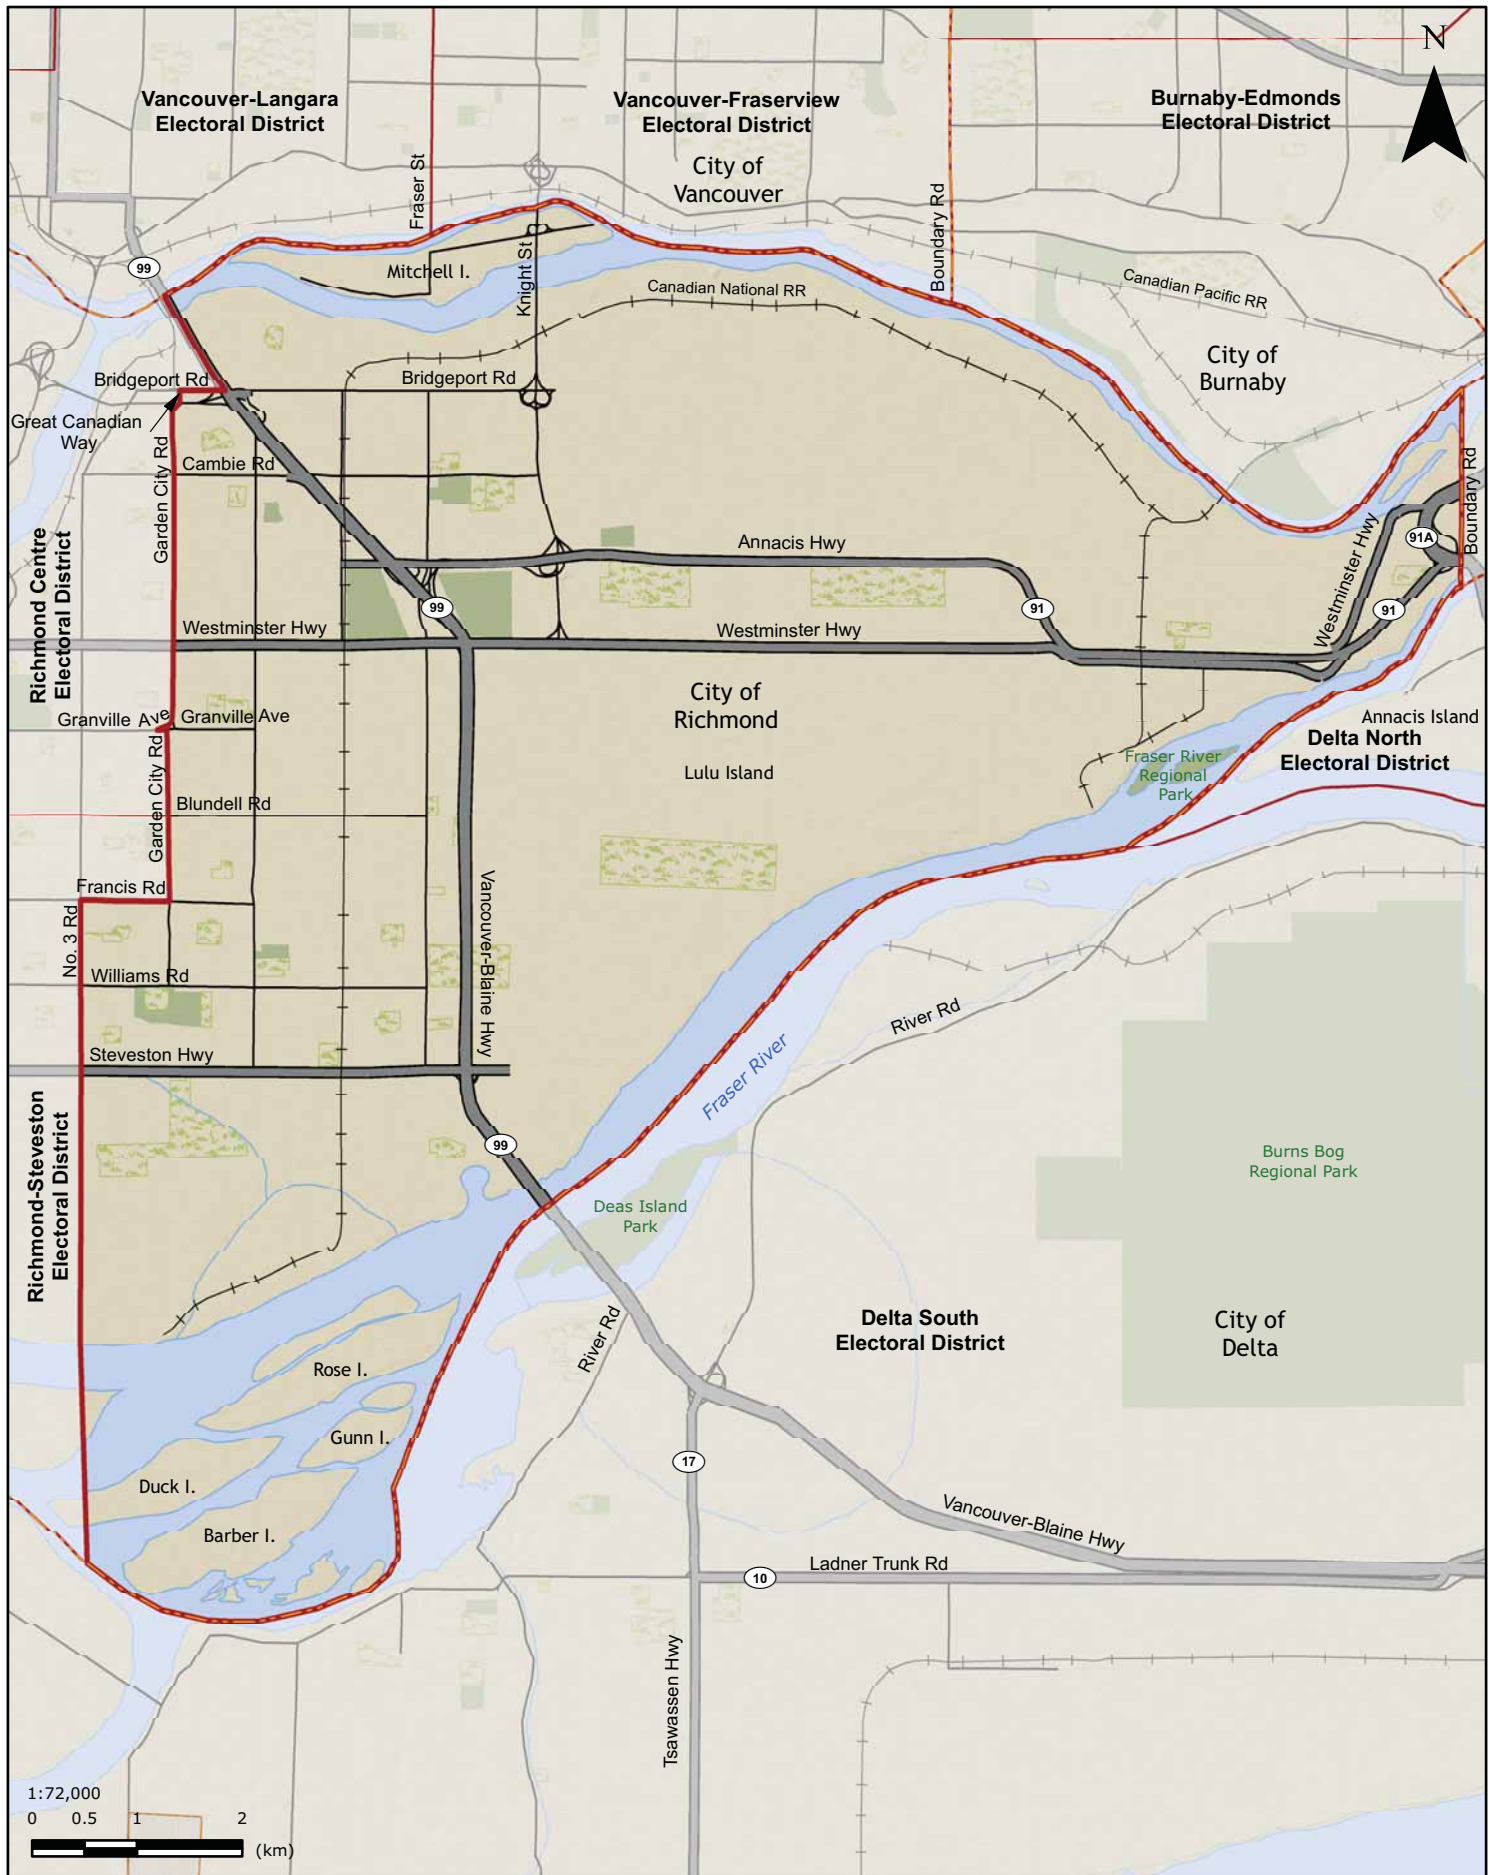 N
Vancouver-Langara
Electoral District
Vancouver-Fraserview
Electoral District
Burnaby-Edmonds
Electoral District
City of
Vancouver
Fraser St
Boundary Rd
99
Mitchell I.
Knight St
Canadian National RR
Canadian Pacific RR
City of
Burnaby
Bridgeport Rd
Bridgeport Rd
Great Canadian
Way
Garden City Rd
Cambie Rd
Boundary Rd
Richmond Centre
Electoral District
Annacis Hwy
Westminster Hwy
91A
99
91
91
Westminster Hwy
Westminster Hwy
City of
Richmond
Granville Ave
Granville Ave
Annacis Island
Delta North
Electoral District
Lulu Island
Fraser River
Regional
Park
Garden City Rd
Blundell Rd
Francis Rd
No. 3 Rd
Williams Rd
Vancouver-Blaine Hwy
River Rd
Steveston Hwy
Fraser River
Richmond-Steveston
Electoral District
99
Burns Bog
Regional Park
Deas Island
Park
Delta South
Electoral District
City of
Delta
River Rd
Rose I.
Gunn I.
17
Duck I.
Barber I.
Vancouver-Blaine Hwy
Ladner Trunk Rd
10
Tsawassen Hwy
1:72,000
0 0.5 1 2
(km)